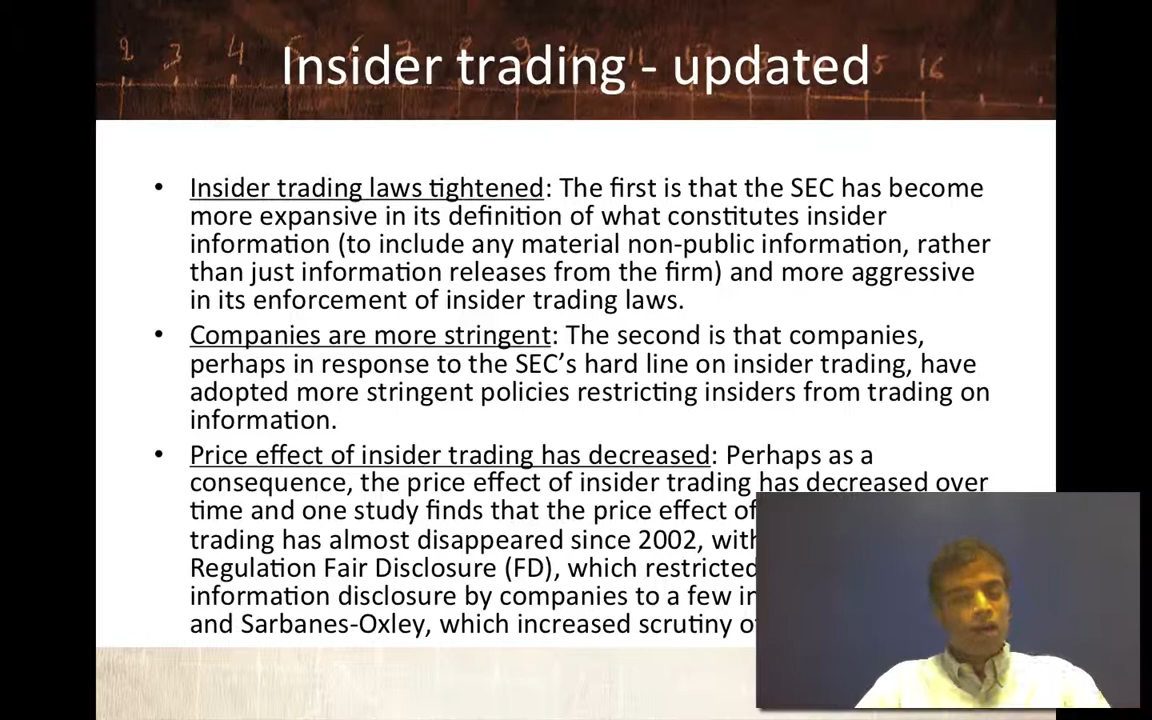 2 3 4 16
Insider trading - updated
• Insider trading laws tightened: The first is that the SEC has become
more expansive in its definition of what constitutes insider
information (to include any material non-public information, rather
than just information releases from the firm) and more aggressive
in its enforcement of insider trading laws.
• Companies are more stringent: The second is that companies,
perhaps in response to the SEC’s hard line on insider trading, have
adopted more stringent policies restricting insiders from trading on
information.
• Price effect of insider trading has decreased: Perhaps as a
consequence, the price effect of insider trading has decreased over
time and one study finds that the price effect of
trading has almost disappeared since 2002, with
Regulation Fair Disclosure (FD), which restricted
information disclosure by companies to a few
and Sarbanes-Oxley, which increased scrutiny